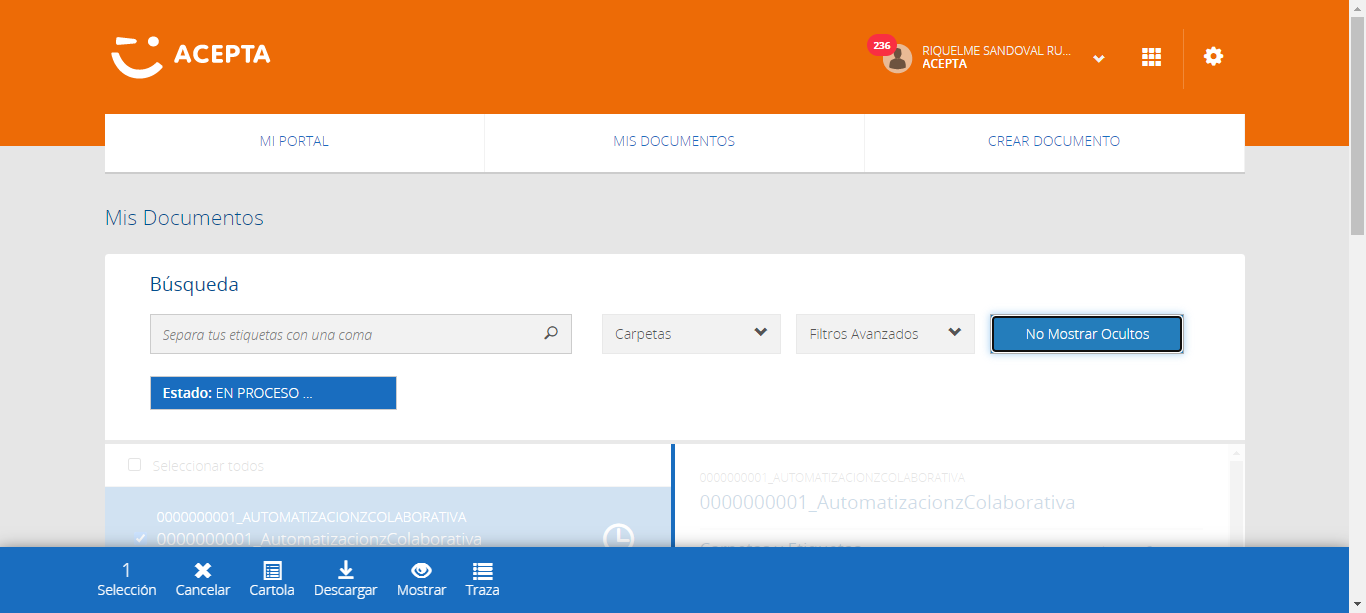 ACEPTA
236
RIQUELME SANDOVAL RU...
ACEPTA
MI PORTAL
MIS DOCUMENTOS
CREAR DOCUMENTO
Mis Documentos
Búsqueda
Separa tus etiquetas con una coma
Carpetas
Filtros Avanzados
No Mostrar Ocultos
Estado: EN PROCESO ...
Seleccionar todos
0000000001_AUTOMATIZACIONZCOLABORATIVA
0000000001_AutomatizacionzColaborativa
0000000001_AUTOMATIZACIONZCOLABORATIVA
0000000001_AutomatizacionzColaborativa
Carpetas y Etiquetas
1
Selección
Cancelar
Cartola
Descargar
Mostrar
Traza